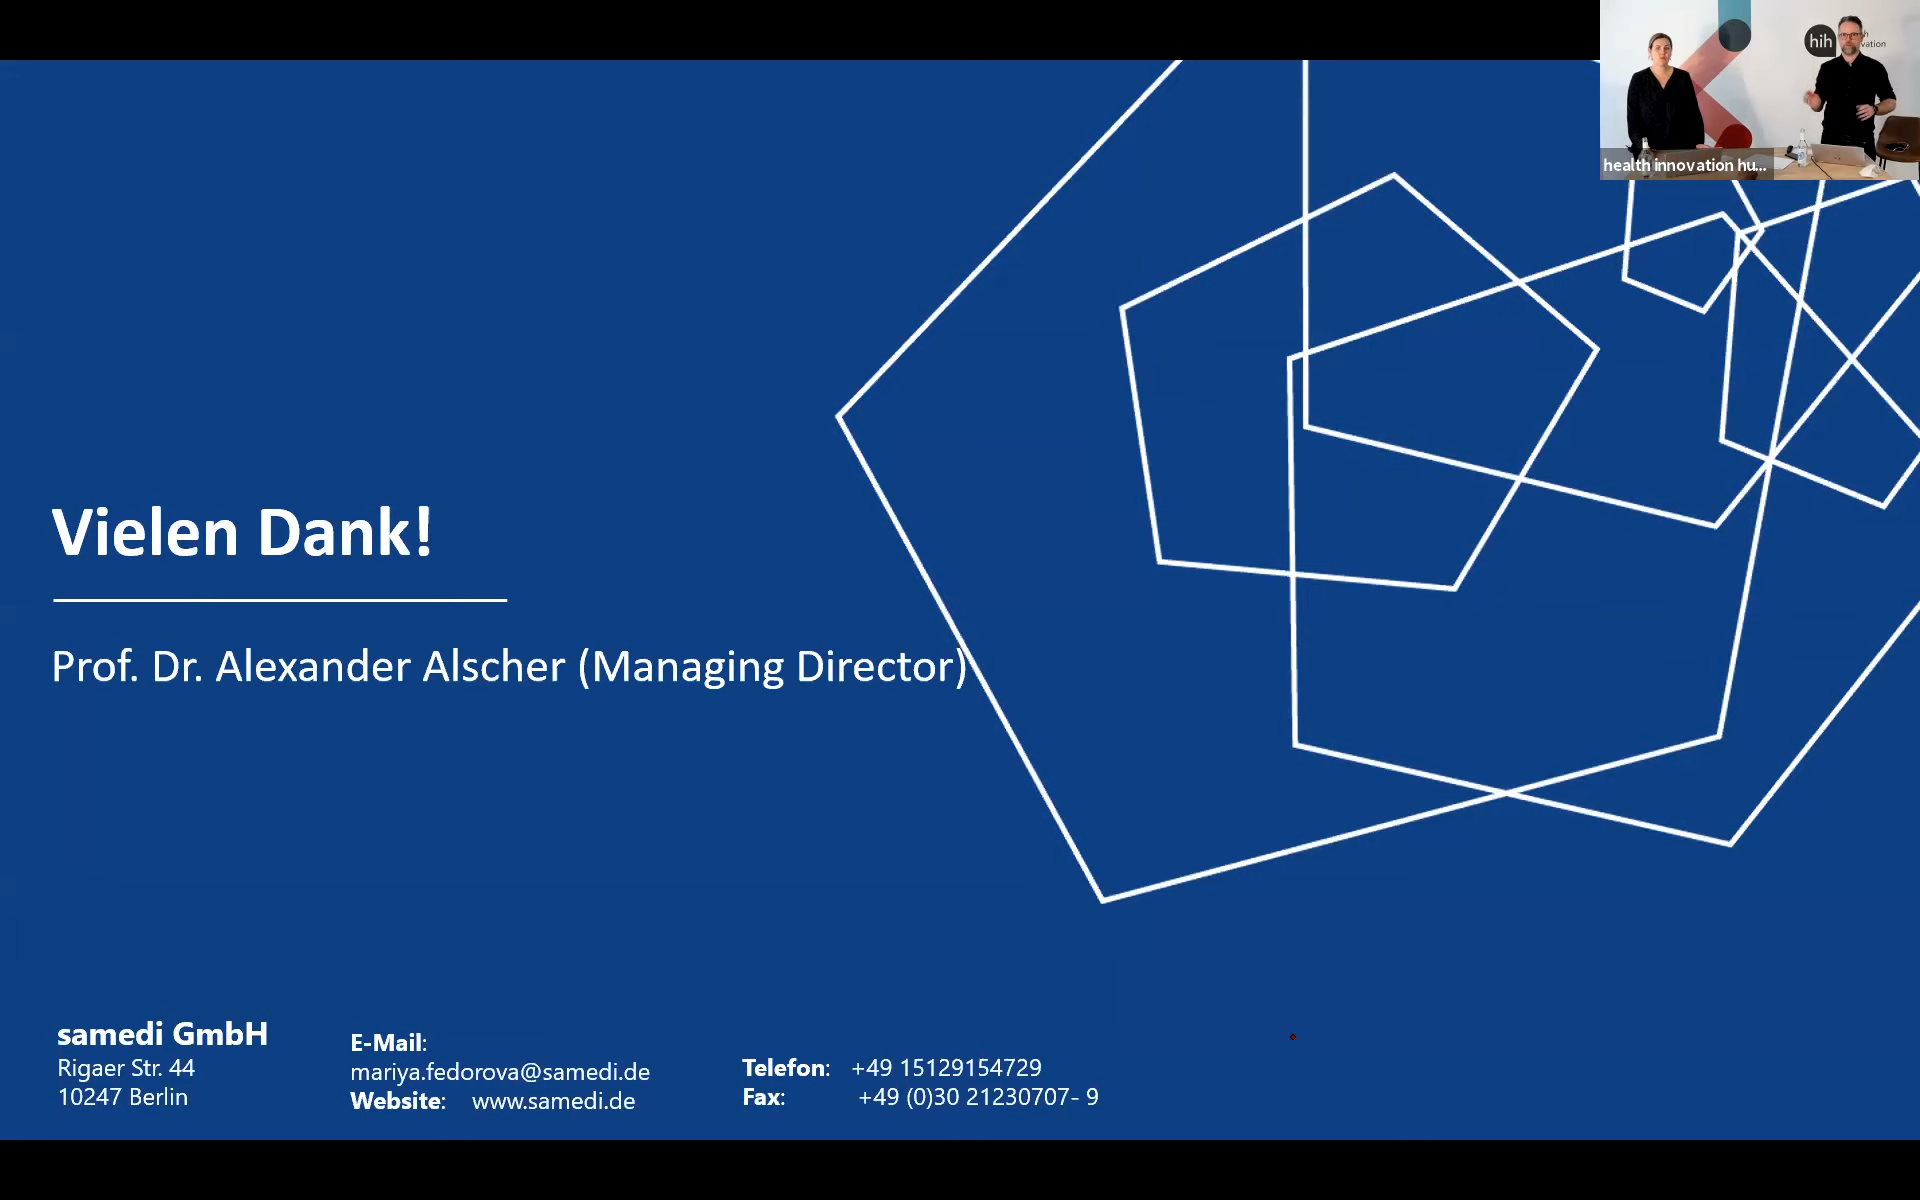 hih
vation
health innovation hu...
Vielen Dank!
Prof. Dr. Alexander Alscher (Managing Director)
samedi GmbH
Rigaer Str. 44
10247 Berlin
E-Mail:
mariya.fedorova@samedi.de
Website: www.samedi.de
Telefon: +49 15129154729
Fax: +49 (0)30 21230707- 9